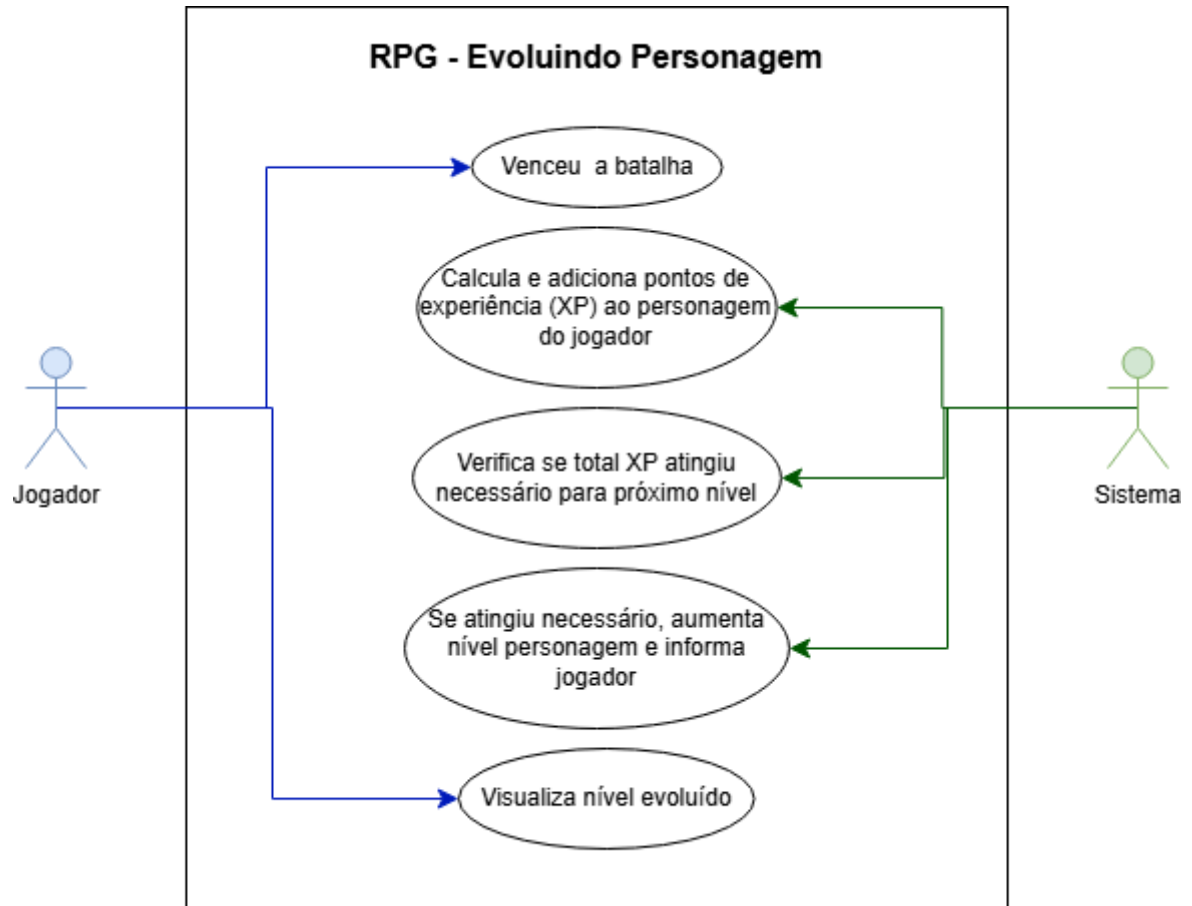 RPG - Evoluindo Personagem
Venceu a batalha
Calcula e adiciona pontos de
experiência (XP) ao personagem
do jogador
Verifica se total XP atingiu
necessário para próximo nível
Jogador
Sistema
Se atingiu necessário, aumenta
nível personagem e informa
jogador
Visualiza nível evoluído